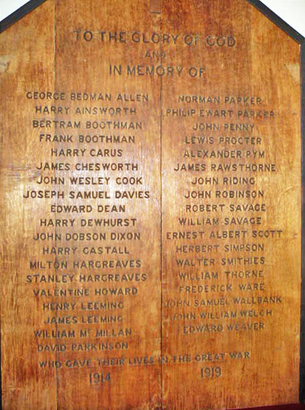 TO THE GLORY OF GOD
AND
IN MEMORY OF
GEORGE BEDMAN ALLEN
HARRY AINSWORTH
BERTRAM BOOTHMAN
FRANK BOOTHMAN
HARRY CARUS
JAMES CHESWORTH
JOHN WESLEY COOK
JOSEPH SAMUEL DAVIES
EDWARD DEAN
HARRY DEWHURST
JOHN DOBSON DIXON
HARRY GASTALL
MILTON HARGREAVES
STANLEY HARGREAVES
VALENTINE HOWARD
HENRY LEEMING
JAMES LEEMING
WILLIAM Mc MILLAN
DAVID PARKINSON
NORMAN PARKER
PHILIP EWART PARKER
JOHN PENNY
LEWIS PROCTER
ALEXANDER PYM
JAMES RAWSTHORNE
JOHN RIDING
JOHN ROBINSON
ROBERT SAVAGE
WILLIAM SAVAGE
ERNEST ALBERT SCOTT
HERBERT SIMPSON
WALTER SMITHIES
WILLIAM THORNE
FREDERICK WARE
JOHN SAMUEL WALLBANK
JOHN WILLIAM WELCH
EDWARD WEAVER
WHO GAVE THEIR LIVES IN THE GREAT WAR
1914 1919